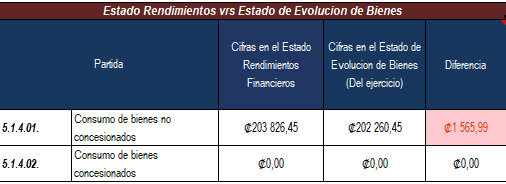 Estado Rendimientos vrs Estado de Evolucion de Bienes
Partida
Cifras en el Estado
Rendimientos
Financieros
Cifras en el Estado de
Evolucion de Bienes
(Del ejercicio)
Diferencia
5.1.4.01.
Consumo de bienes no
concesionados
₡203 826,45
₡202 260,45
₡1 565,99
5.1.4.02.
Consumo de bienes
concesionados
₡0,00
₡0,00
₡0,00